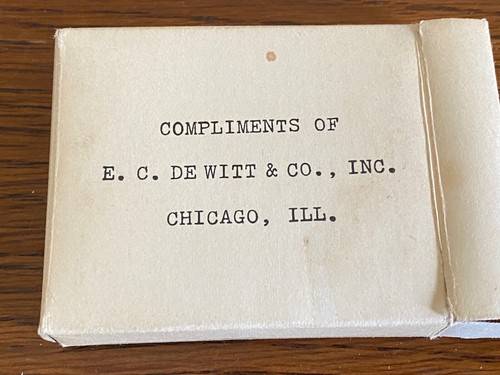 COMPLIMENTS OF
E. C. DE WITT & CO., INC.
CHICAGO, ILL.